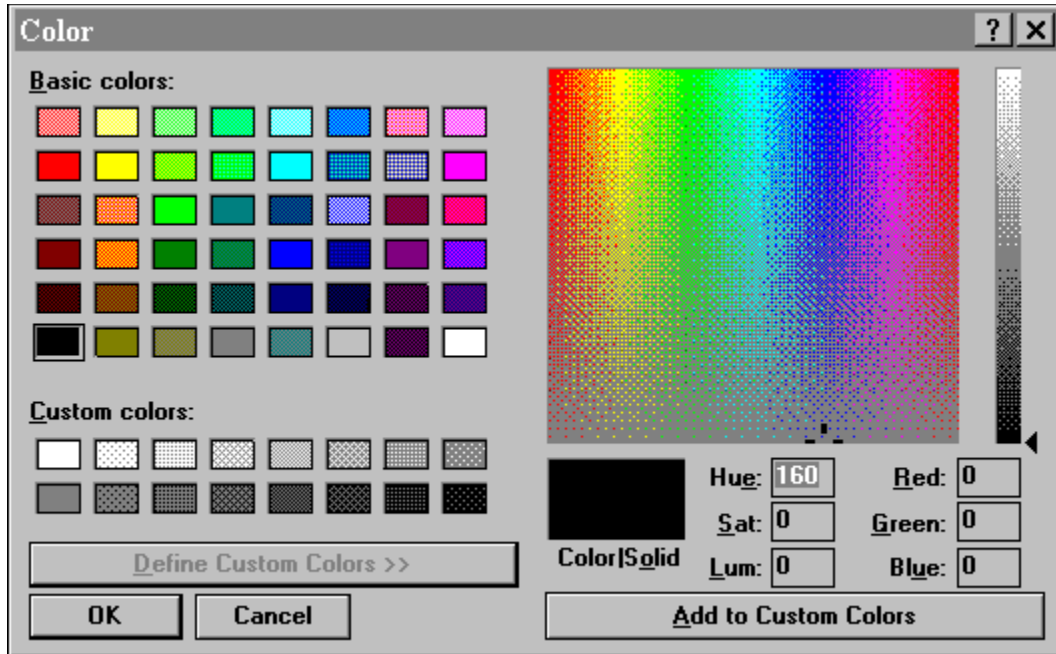 Color
Basic colors:
Custom colors:
Define Custom Colors >>
OK Cancel
Color|Solid
Hue: 160 Red: 0
Sat: 0 Green: 0
Lum: 0 Blue: 0
Add to Custom Colors